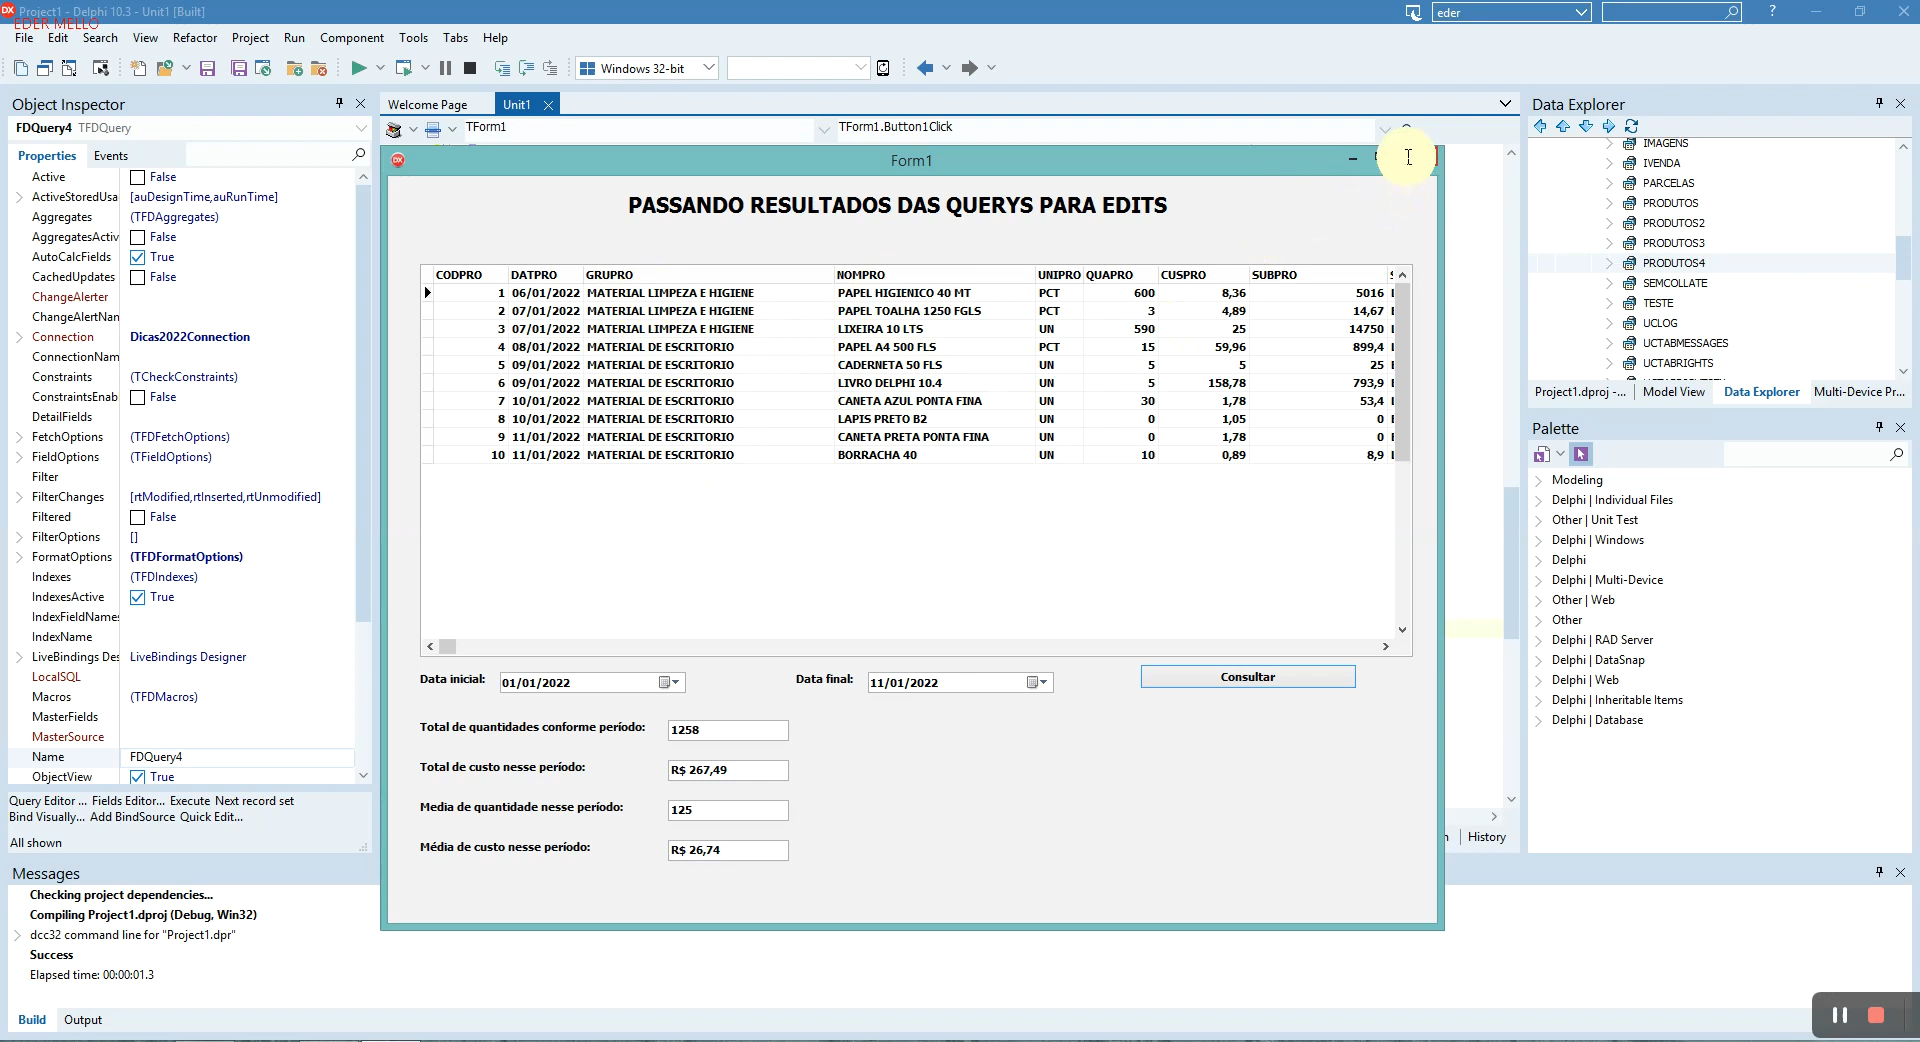 Project1 - Delphi 10.3 - Unit1 [Built]
eder
?
EDER MELLO
File Edit Search View Refactor Project Run Component Tools Tabs Help
Windows 32-bit
Object Inspector
FDQuery4 TFDQuery
Properties Events
Active False
ActiveStoredUsa [auDesignTime,auRunTime]
Aggregates (TFDAggregates)
AggregatesActiv False
AutoCalcFields True
CachedUpdates False
ChangeAlerter
ChangeAlertNan
Connection Dicas2022Connection
ConnectionNam
Constraints (TCheckConstraints)
ConstraintsEnab False
DetailFields
FetchOptions (TFDFetchOptions)
FieldOptions (TFieldOptions)
Filter
FilterChanges [rtModified,rtInserted,rtUnmodified]
Filtered False
FilterOptions []
FormatOptions (TFDFormatOptions)
Indexes (TFDIndexes)
IndexesActive True
IndexFieldNames
IndexName
LiveBindings Des LiveBindings Designer
LocalSQL
Macros (TFDMacros)
MasterFields
MasterSource
Name FDQuery4
ObjectView True
Query Editor ... Fields Editor... Execute Next record set
Bind Visually... Add BindSource Quick Edit...
All shown
Welcome Page Unit1
TForm1 TForm1.Button1Click
Form1
PASSANDO RESULTADOS DAS QUERYS PARA EDITS
CODPRO DATPRO GRUPRO NOMPRO UNIPRO QUAPRO CUSPRO SUBPRO
1 06/01/2022 MATERIAL LIMPEZA E HIGIENE PAPEL HIGIENICO 40 MT PCT 600 8,36 5016
2 07/01/2022 MATERIAL LIMPEZA E HIGIENE PAPEL TOALHA 1250 FGLS PCT 3 4,89 14,67
3 07/01/2022 MATERIAL LIMPEZA E HIGIENE LIXEIRA 10 LTS UN 590 25 14750
4 08/01/2022 MATERIAL DE ESCRITORIO PAPEL A4 500 FLS PCT 15 59,96 899,4
5 09/01/2022 MATERIAL DE ESCRITORIO CADERNETA 50 FLS UN 5 5 25
6 09/01/2022 MATERIAL DE ESCRITORIO LIVRO DELPHI 10.4 UN 5 158,78 793,9
7 10/01/2022 MATERIAL DE ESCRITORIO CANETA AZUL PONTA FINA UN 30 1,78 53,4
8 10/01/2022 MATERIAL DE ESCRITORIO LAPIS PRETO B2 UN 0 1,05 0
9 11/01/2022 MATERIAL DE ESCRITORIO CANETA PRETA PONTA FINA UN 0 1,78 0
10 11/01/2022 MATERIAL DE ESCRITORIO BORRACHA 40 UN 10 0,89 8,9
Data inicial: 01/01/2022 Data final: 11/01/2022 Consultar
Total de quantidades conforme período: 1258
Total de custo nesse período: R$ 267,49
Media de quantidade nesse período: 125
Média de custo nesse período: R$ 26,74
History
Data Explorer
IMAGENS
IVENDA
PARCELAS
PRODUTOS
PRODUTOS2
PRODUTOS3
PRODUTOS4
SEMCOLLATE
TESTE
UCLOG
UCTABMESSAGES
UCTABRIGHTS
Project1.dproj -... Model View Data Explorer Multi-Device Pr...
Palette
Modeling
Delphi | Individual Files
Other | Unit Test
Delphi | Windows
Delphi
Delphi | Multi-Device
Other | Web
Other
Delphi | RAD Server
Delphi | DataSnap
Delphi | Web
Delphi | Inheritable Items
Delphi | Database
Messages
Checking project dependencies...
Compiling Project1.dproj (Debug, Win32)
dcc32 command line for "Project1.dpr"
Success
Elapsed time: 00:00:01.3
Build Output